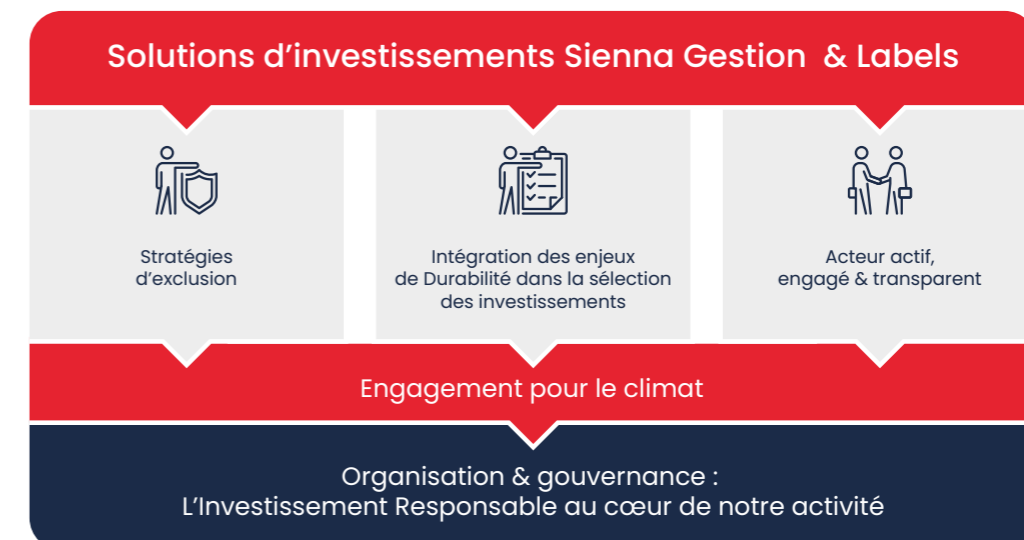 Solutions d’investissements Sienna Gestion & Labels
Stratégies
d’exclusion
Intégration des enjeux
de Durabilité dans la sélection
des investissements
Acteur actif,
engagé & transparent
Engagement pour le climat
Organisation & gouvernance :
L’Investissement Responsable au cœur de notre activité